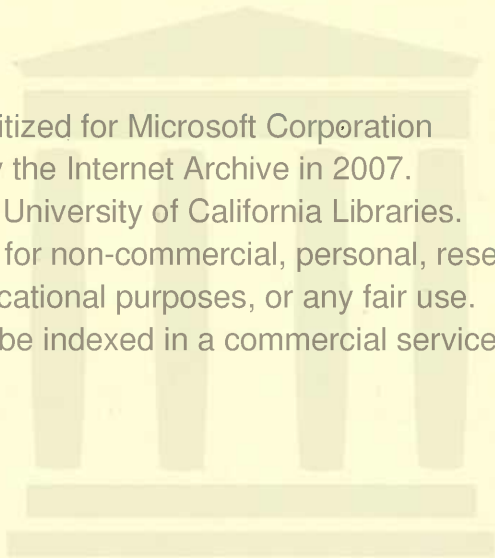 itized for Microsoft Corporation
the Internet Archive in 2007.
University of California Libraries.
for non-commercial, personal, rese
cational purposes, or any fair use.
be indexed in a commercial service